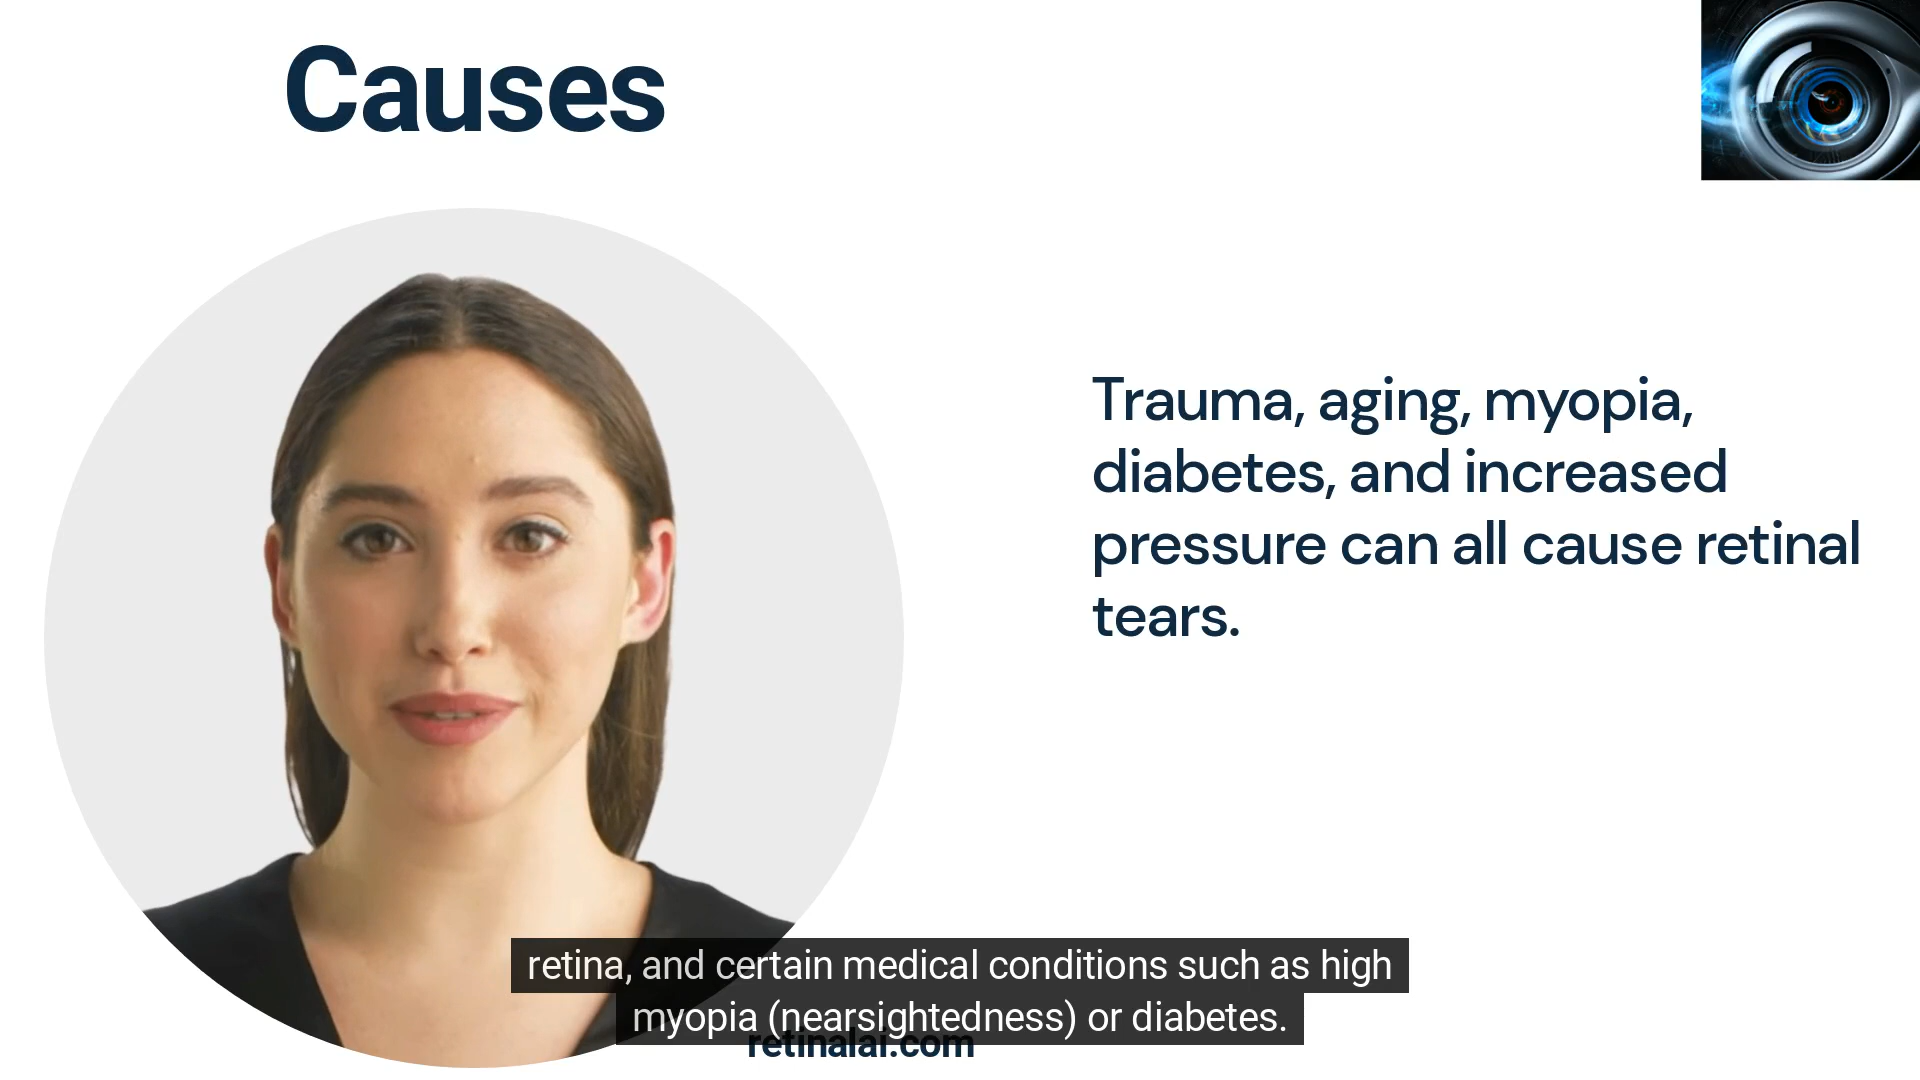 Causes
Trauma, aging, myopia,
diabetes, and increased
pressure can all cause retinal
tears.
retina, and certain medical conditions such as high
myopia (nearsightedness) or diabetes.
retinalai.com